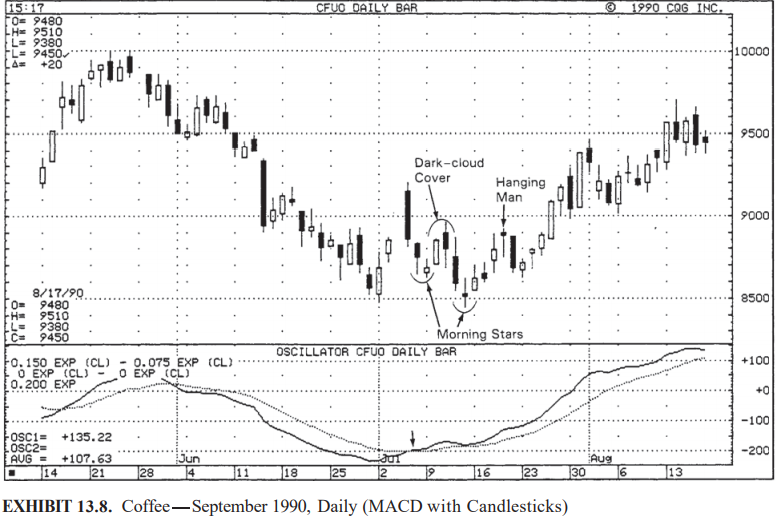 15:17 CFU0 DAILY BAR © 1990 CQG INC.
O= 9480
H= 9510
L= 9380
L= 9450✓
Δ= +20
10000
9500
9000
8500
Dark-cloud
Cover
Hanging
Man
Morning Stars
8/17/90
O= 9480
H= 9510
L= 9380
C= 9450
OSCILLATOR CFU0 DAILY BAR
0.150 EXP (CL) - 0.075 EXP (CL)
0 EXP (CL) - 0 EXP (CL)
0.200 EXP
+100
+0
-100
-200
OSC1= +135.22
OSC2=
AVG = +107.63
Jun Jul Aug
14 21 28 4 11 18 25 2 9 16 23 30 6 13
EXHIBIT 13.8. Coffee—September 1990, Daily (MACD with Candlesticks)